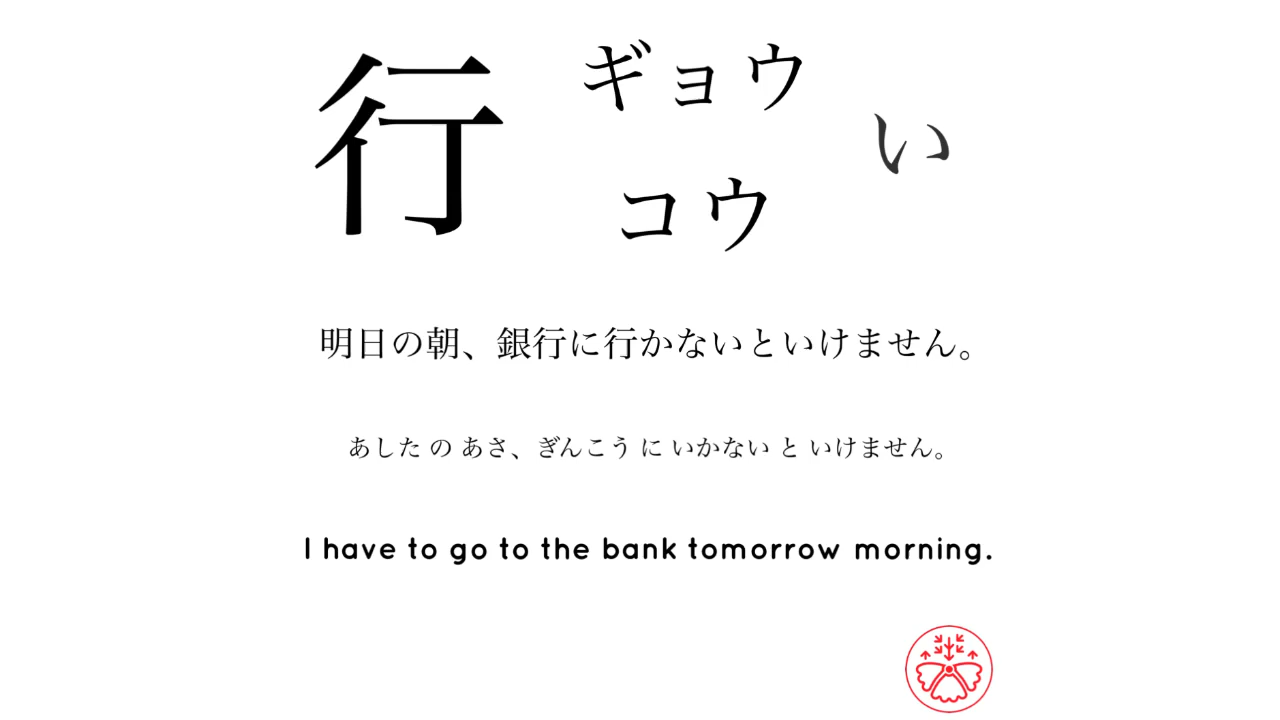 行
ギョウ
コウ
い
明日の朝、銀行に行かないといけません。
あした の あさ、ぎんこう に いかない と いけません。
I have to go to the bank tomorrow morning.